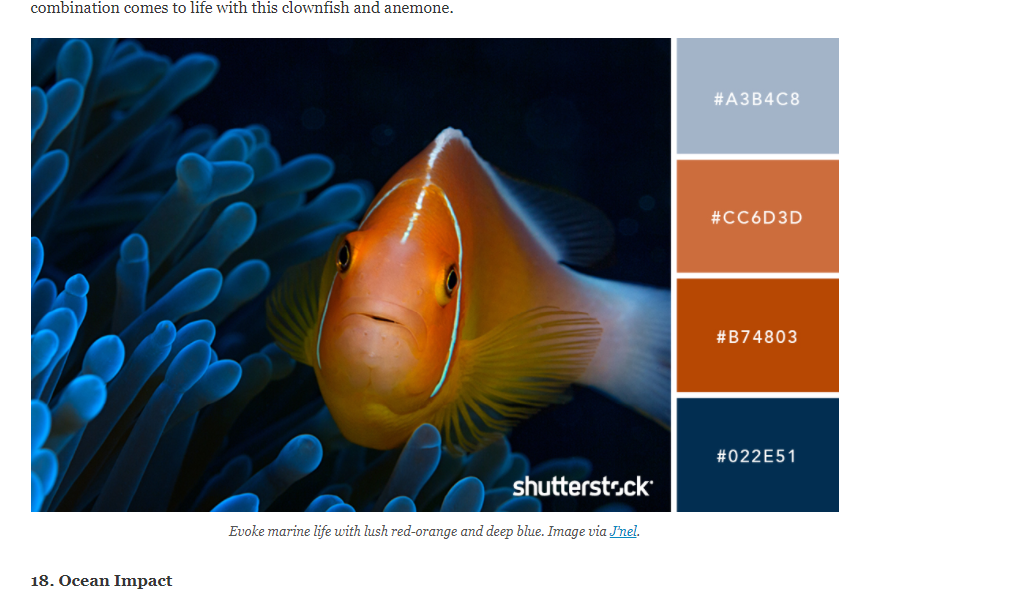 combination comes to life with this clownfish and anemone.
#A3B4C8
#CC6D3D
#B74803
#022E51
shutterstock
Evoke marine life with lush red-orange and deep blue. Image via J'nel.
18. Ocean Impact